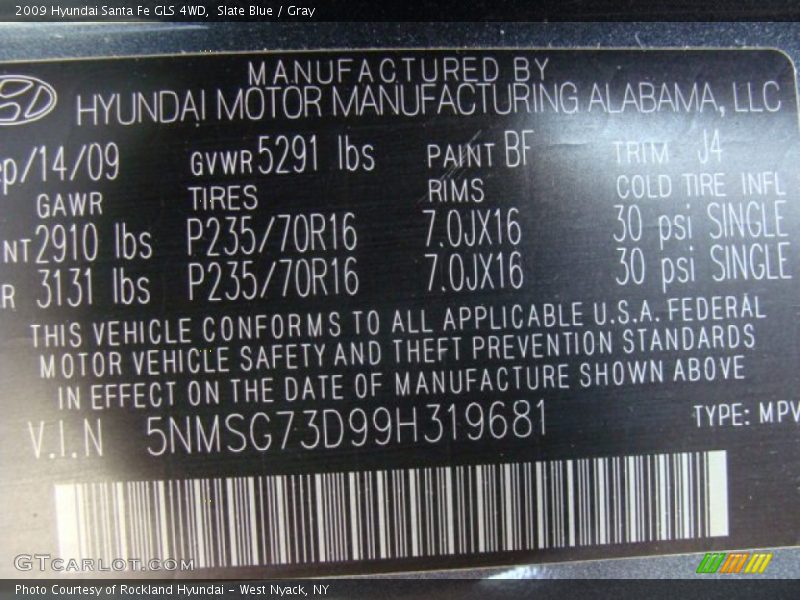 2009 Hyundai Santa Fe GLS 4WD, Slate Blue / Gray
MANUFACTURED BY
HYUNDAI MOTOR MANUFACTURING ALABAMA, LLC
ep/14/09 GVWR 5291 lbs PAINT BF TRIM J4
GAWR TIRES RIMS COLD TIRE INFL
NT 2910 lbs P235/70R16 7.0JX16 30 psi SINGLE
R 3131 lbs P235/70R16 7.0JX16 30 psi SINGLE
THIS VEHICLE CONFORMS TO ALL APPLICABLE U.S.A. FEDERAL
MOTOR VEHICLE SAFETY AND THEFT PREVENTION STANDARDS
IN EFFECT ON THE DATE OF MANUFACTURE SHOWN ABOVE
V.I.N 5NMSG73D99H319681 TYPE: MPV
GTCARLOT.COM
Photo Courtesy of Rockland Hyundai - West Nyack, NY